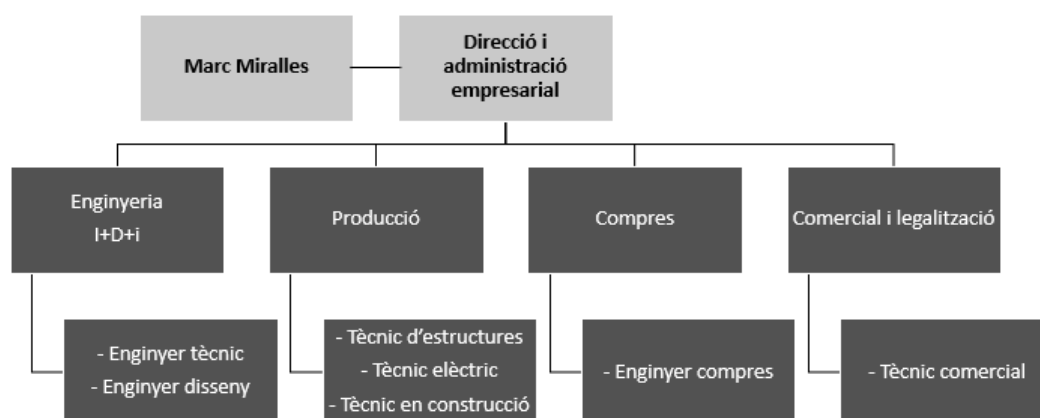 Marc Miralles
Direcció i
administració
empresarial
Enginyeria
I+D+i
Producció
Compres
Comercial i legalització
- Enginyer tècnic
- Enginyer disseny
- Tècnic d'estructures
- Tècnic elèctric
- Tècnic en construcció
- Enginyer compres
- Tècnic comercial